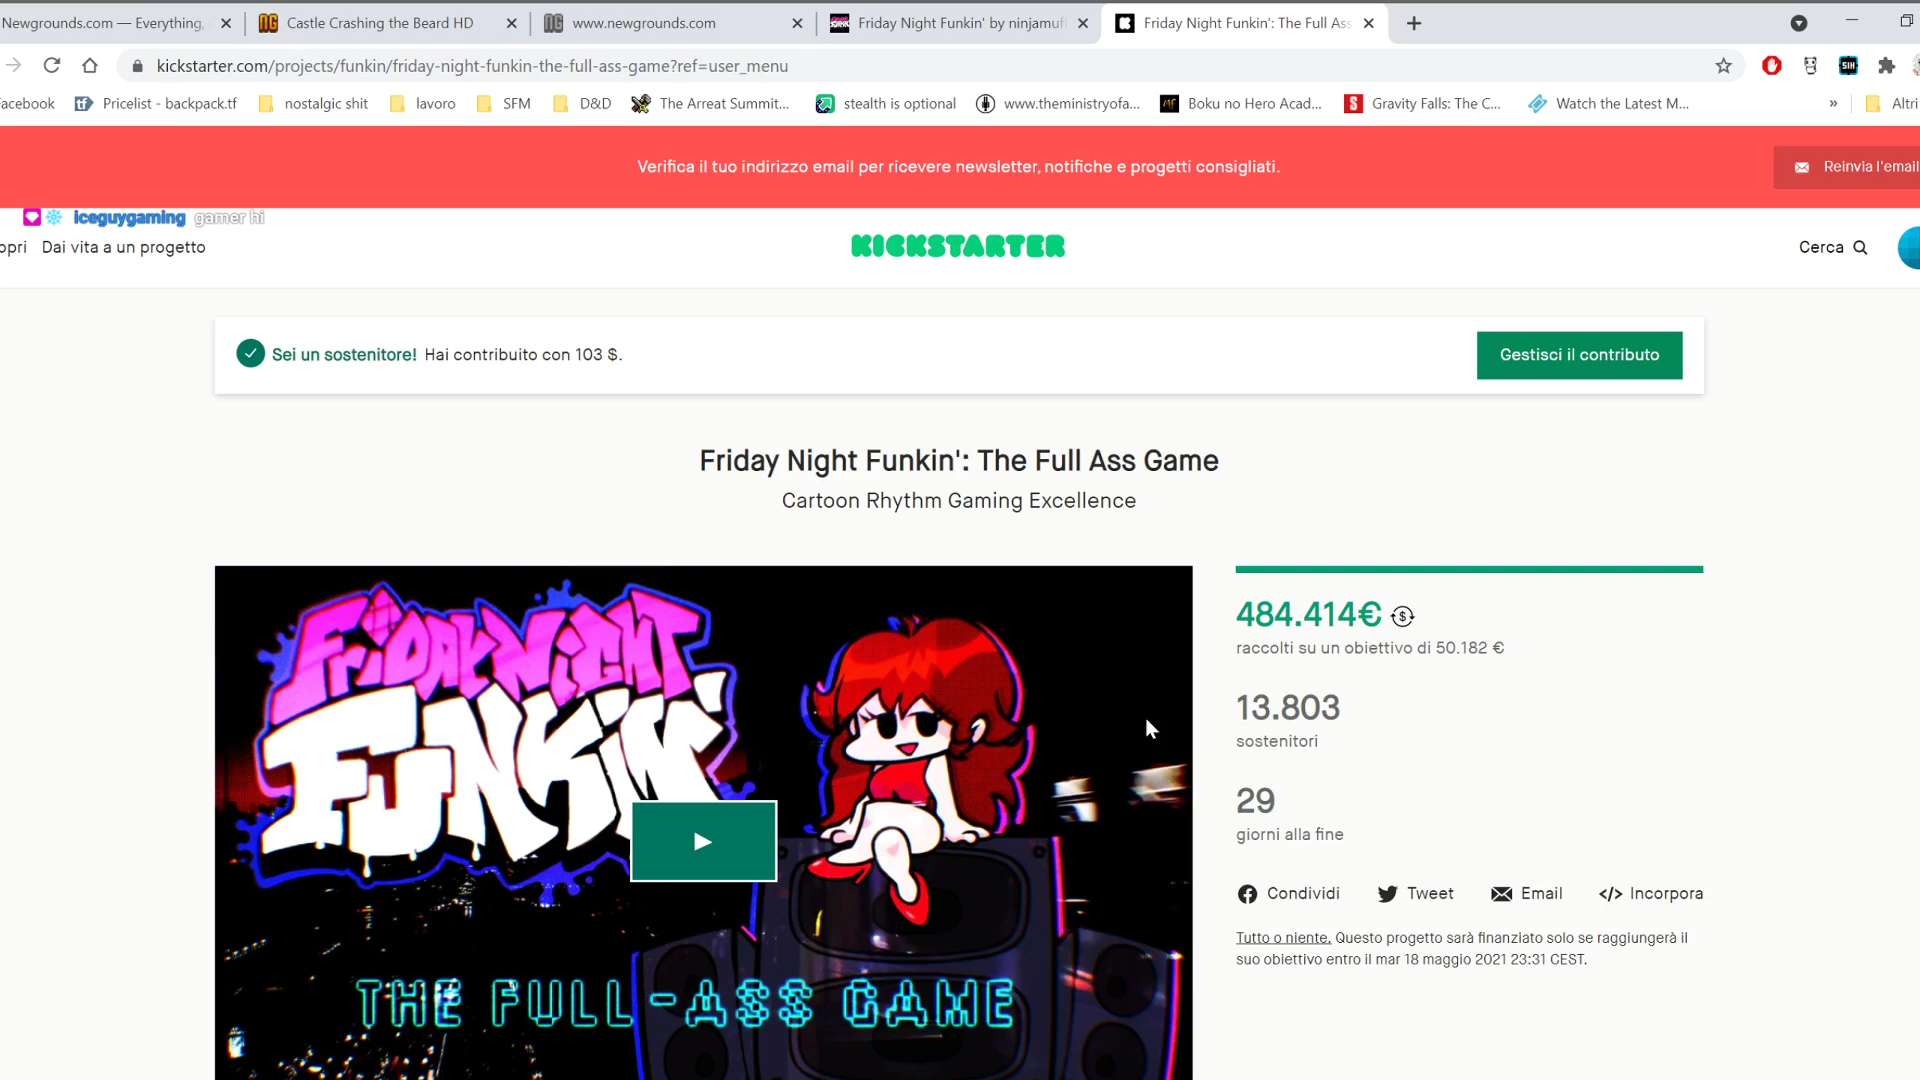 Newgrounds.com — Everything,
Castle Crashing the Beard HD
www.newgrounds.com
Friday Night Funkin' by ninjamuf
Friday Night Funkin': The Full Ass
kickstarter.com/projects/funkin/friday-night-funkin-the-full-ass-game?ref=user_menu
acebook
Pricelist - backpack.tf
nostalgic shit
lavoro
SFM
D&D
The Arreat Summit...
stealth is optional
www.theministryofa...
Boku no Hero Acad...
Gravity Falls: The C...
Watch the Latest M...
»
Altri
Verifica il tuo indirizzo email per ricevere newsletter, notifiche e progetti consigliati.
Reinvia l'email
iceguygaming gamer hi
opri Dai vita a un progetto
KICKSTARTER
Cerca
Sei un sostenitore! Hai contribuito con 103 $.
Gestisci il contributo
Friday Night Funkin': The Full Ass Game
Cartoon Rhythm Gaming Excellence
FRIDAY NIGHT
FUNKIN'
THE FULL-ASS GAME
484.414€
raccolti su un obiettivo di 50.182 €
13.803
sostenitori
29
giorni alla fine
Condividi
Tweet
Email
Incorpora
Tutto o niente. Questo progetto sarà finanziato solo se raggiungerà il
suo obiettivo entro il mar 18 maggio 2021 23:31 CEST.